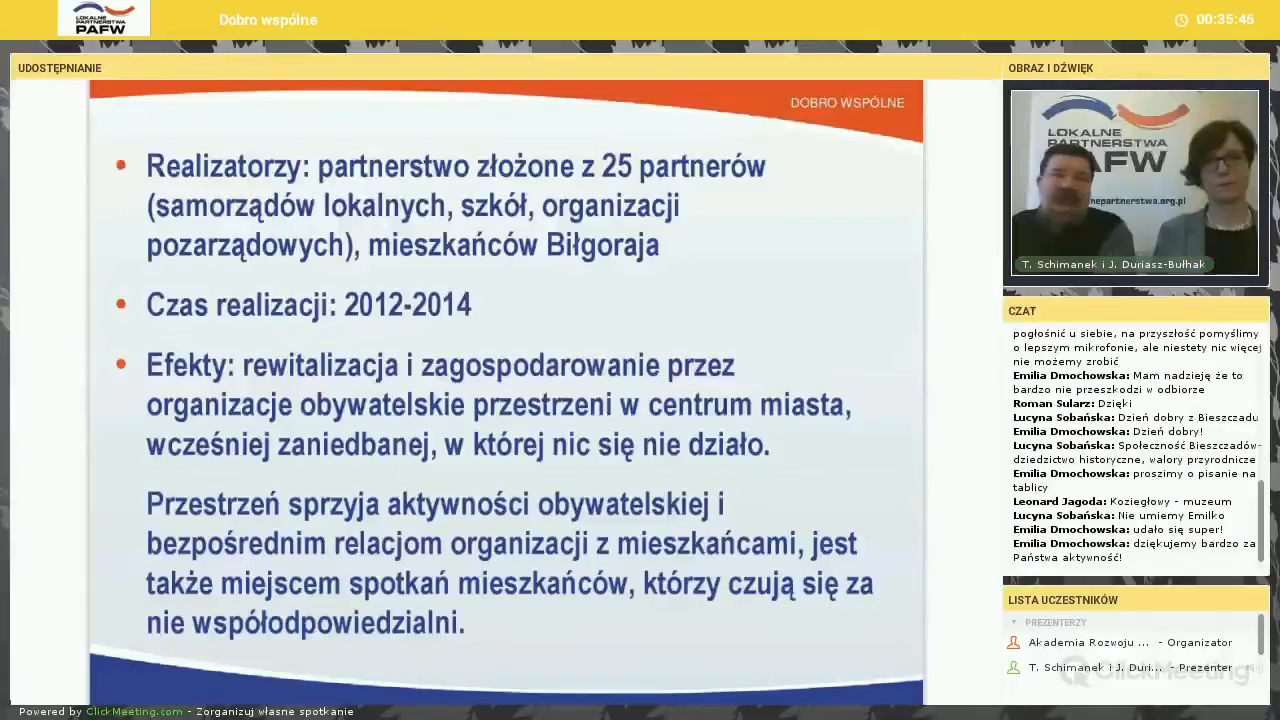 LOKALNE
PARTNERSTWA
PAFW
Dobro wspólne
00:35:45
UDOSTĘPNIANIE
DOBRO WSPÓLNE
• Realizatorzy: partnerstwo złożone z 25 partnerów
(samorządów lokalnych, szkół, organizacji
pozarządowych), mieszkańców Biłgoraja
• Czas realizacji: 2012-2014
• Efekty: rewitalizacja i zagospodarowanie przez
organizacje obywatelskie przestrzeni w centrum miasta,
wcześniej zaniedbanej, w której nic się nie działo.
Przestrzeń sprzyja aktywności obywatelskiej i
bezpośrednim relacjom organizacji z mieszkańcami, jest
także miejscem spotkań mieszkańców, którzy czują się za
nie współodpowiedzialni.
OBRAZ I DŹWIĘK
LOKALNE
PARTNERSTWA
PAFW
nepartnerstwa.org.pl
T. Schimanek i J. Duriasz-Bułhak
CZAT
pogłośnić u siebie, na przyszłość pomyślimy
o lepszym mikrofonie, ale niestety nic więcej
nie możemy zrobić
Emilia Dmochowska: Mam nadzieję że to
bardzo nie przeszkodzi w odbiorze
Roman Sularz: Dzięki
Lucyna Sobańska: Dzień dobry z Bieszczadu
Emilia Dmochowska: Dzień dobry!
Lucyna Sobańska: Społeczność Bieszczadów-
dziedzictwo historyczne, walory przyrodnicze
Emilia Dmochowska: proszimy o pisanie na
tablicy
Leonard Jagoda: Koziegłowy - muzeum
Lucyna Sobańska: Nie umiemy Emilko
Emilia Dmochowska: udało się super!
Emilia Dmochowska: dziękujemy bardzo za
Państwa aktywność!
LISTA UCZESTNIKÓW
PREZENTERZY
Akademia Rozwoju ... - Organizator
T. Schimanek i J. Duri... - Prezenter
ClickMeeting
Powered by ClickMeeting.com - Zorganizuj własne spotkanie